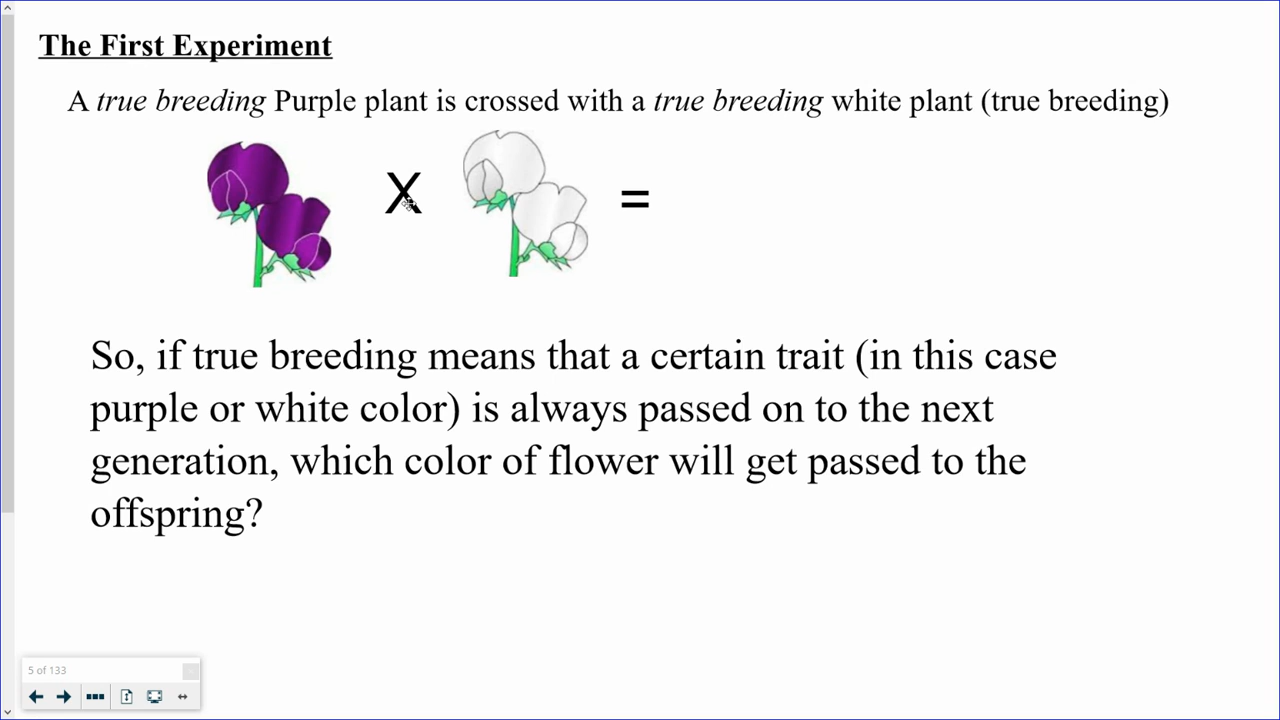 The First Experiment
A true breeding Purple plant is crossed with a true breeding white plant (true breeding)
X =
So, if true breeding means that a certain trait (in this case
purple or white color) is always passed on to the next
generation, which color of flower will get passed to the
offspring?
5 of 133